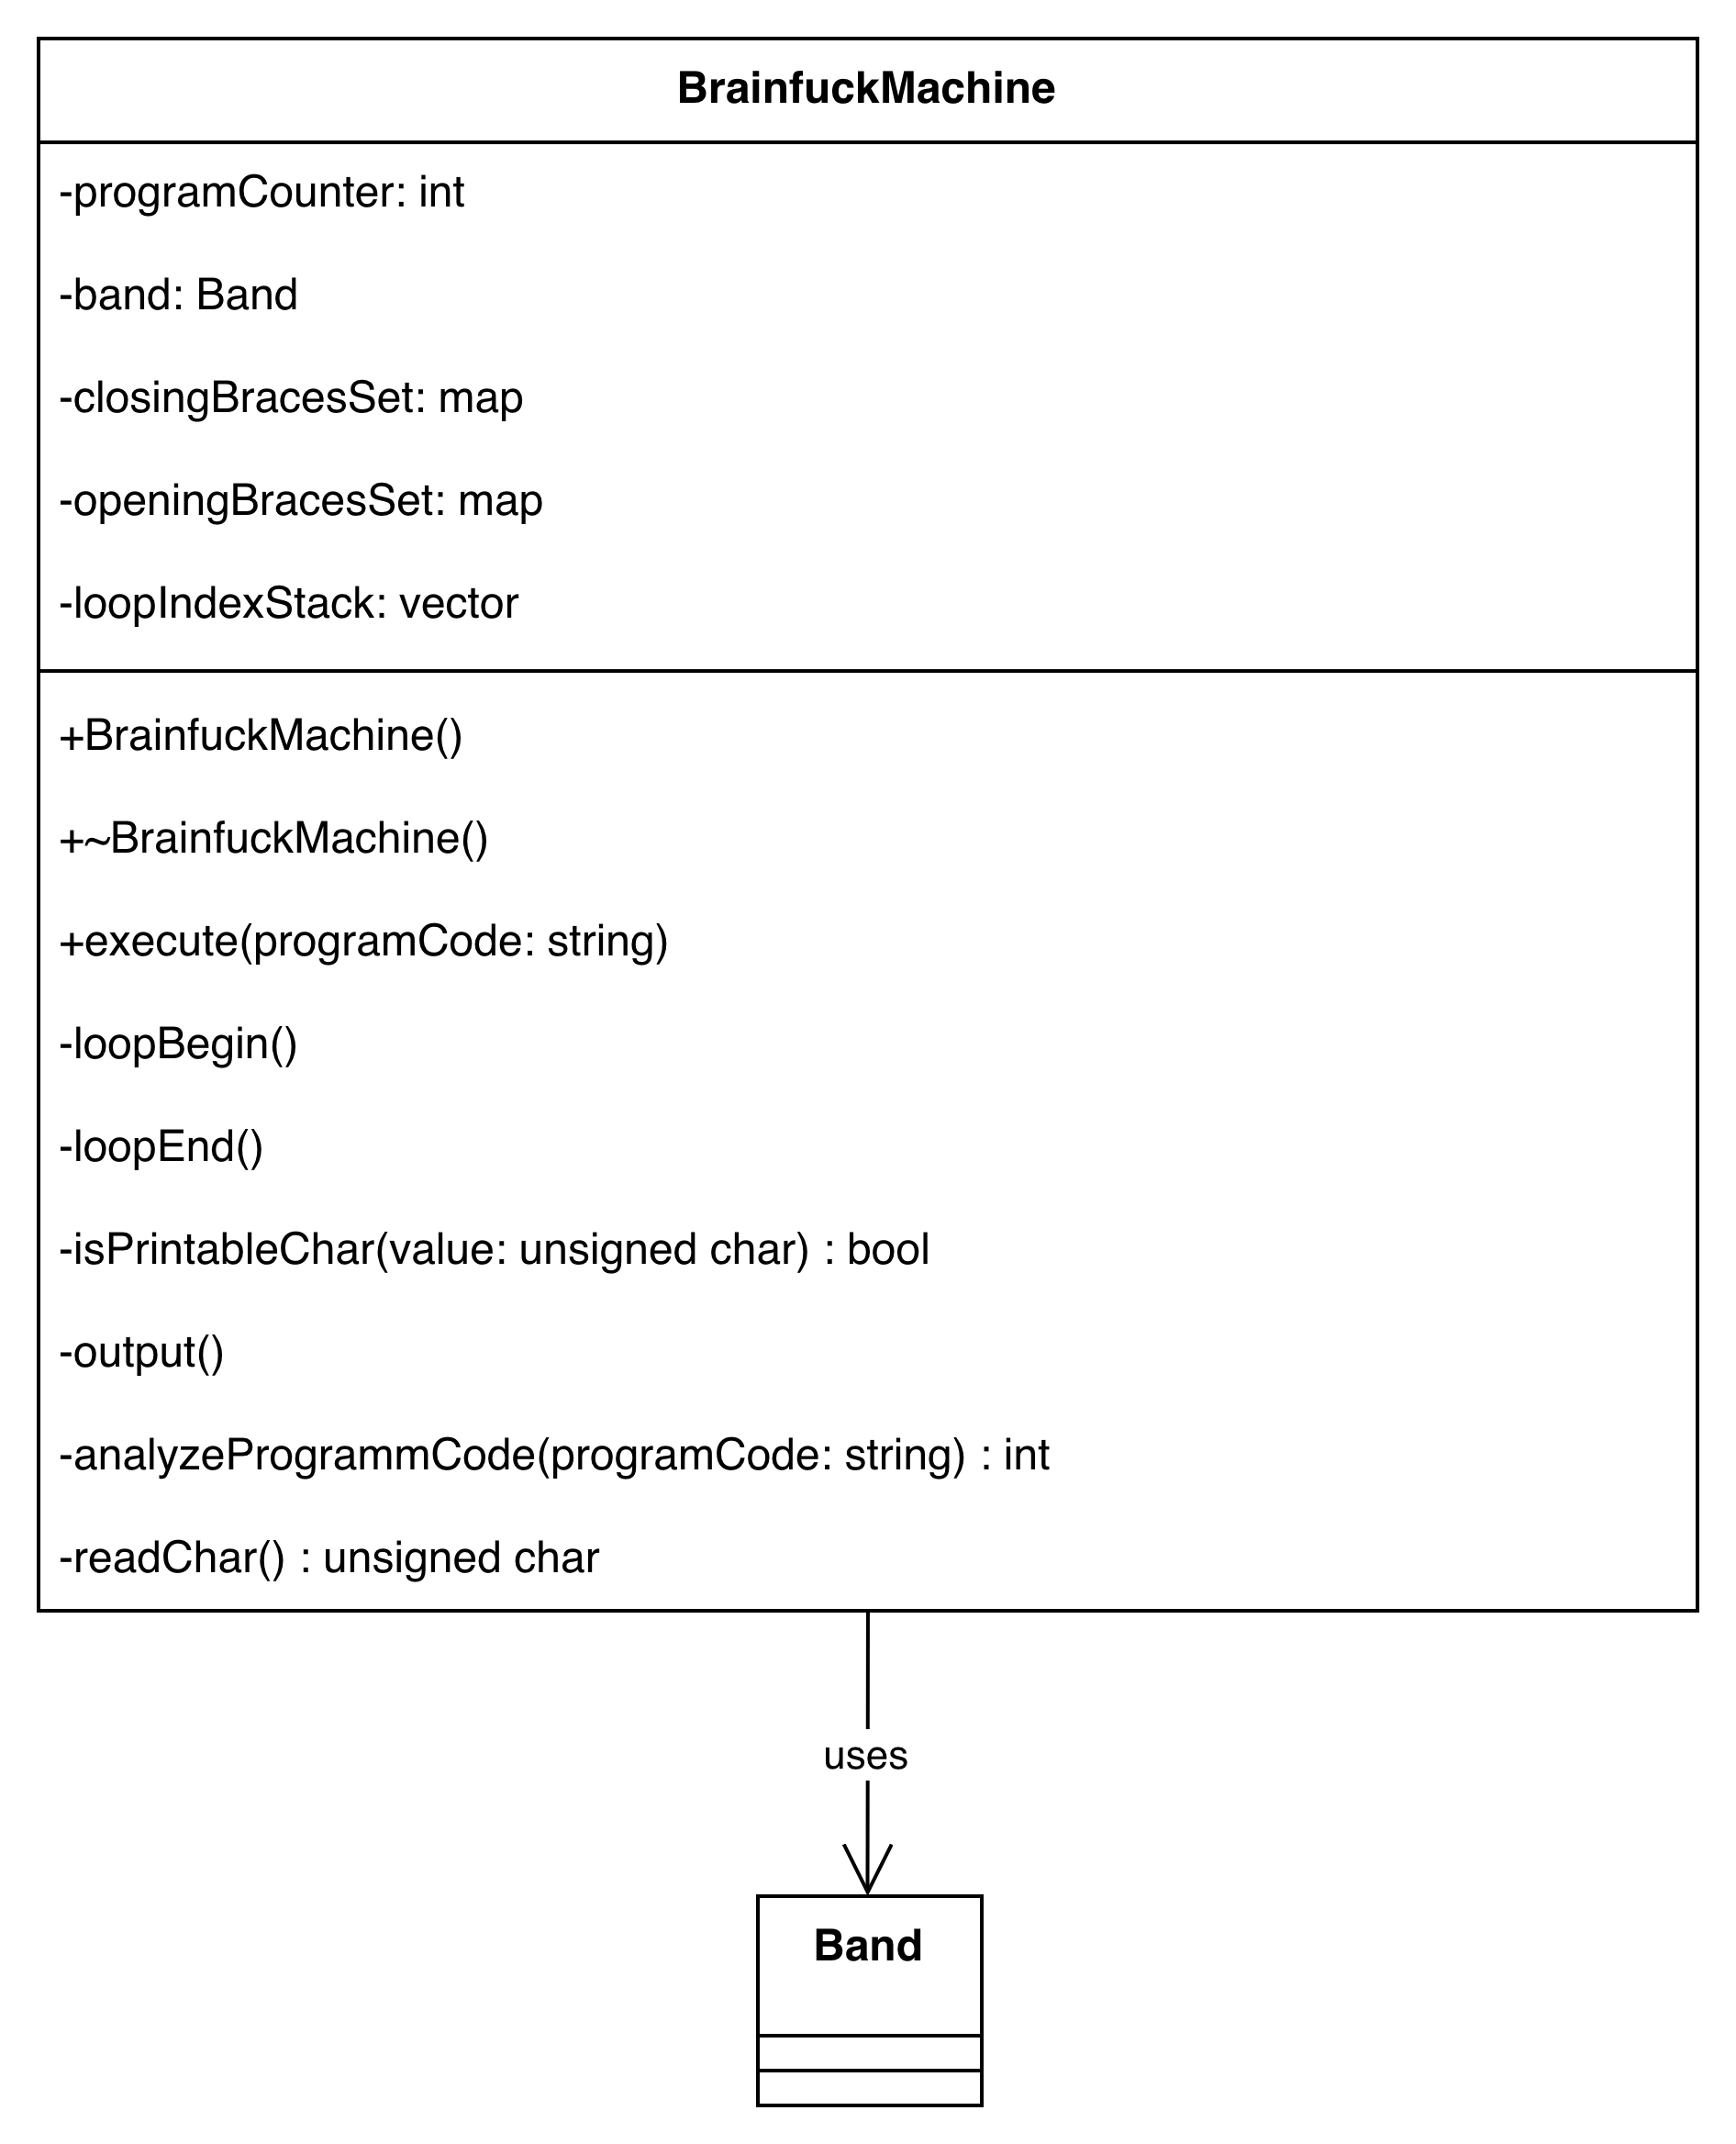 BrainfuckMachine
-programCounter: int
-band: Band
-closingBracesSet: map
-openingBracesSet: map
-loopIndexStack: vector
+BrainfuckMachine()
+~BrainfuckMachine()
+execute(programCode: string)
-loopBegin()
-loopEnd()
-isPrintableChar(value: unsigned char) : bool
-output()
-analyzeProgrammCode(programCode: string) : int
-readChar() : unsigned char
uses
Band